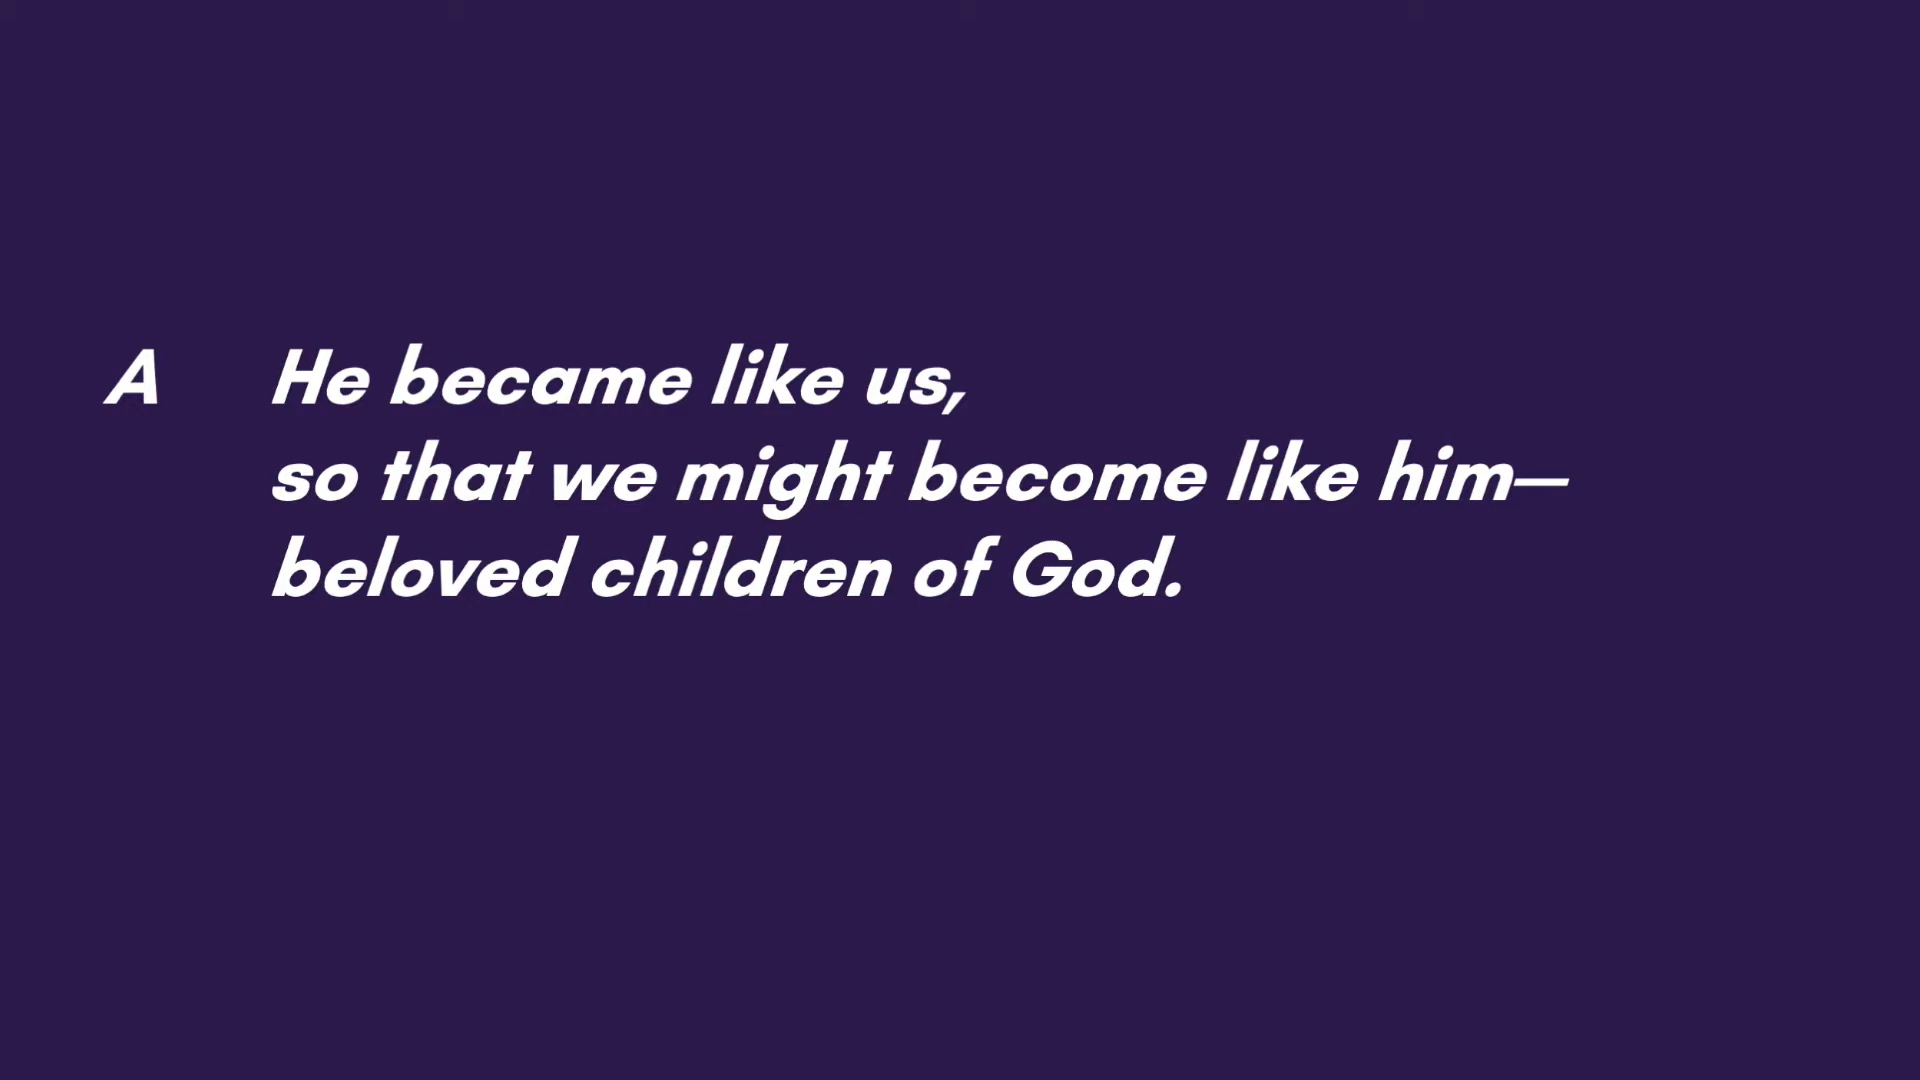 A He became like us,
so that we might become like him—
beloved children of God.